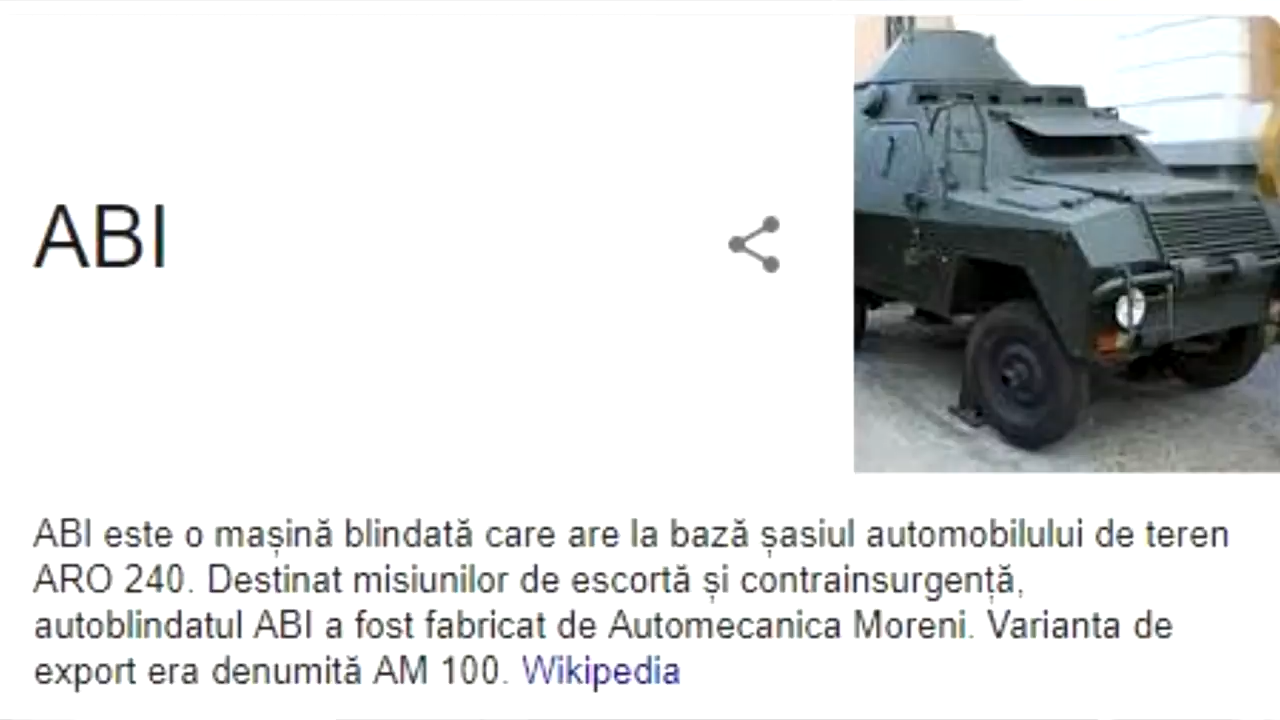 ABI
ABI este o mașină blindată care are la bază șasiul automobilului de teren
ARO 240. Destinat misiunilor de escortă și contrainsurgență,
autoblindatul ABI a fost fabricat de Automecanica Moreni. Varianta de
export era denumită AM 100. Wikipedia